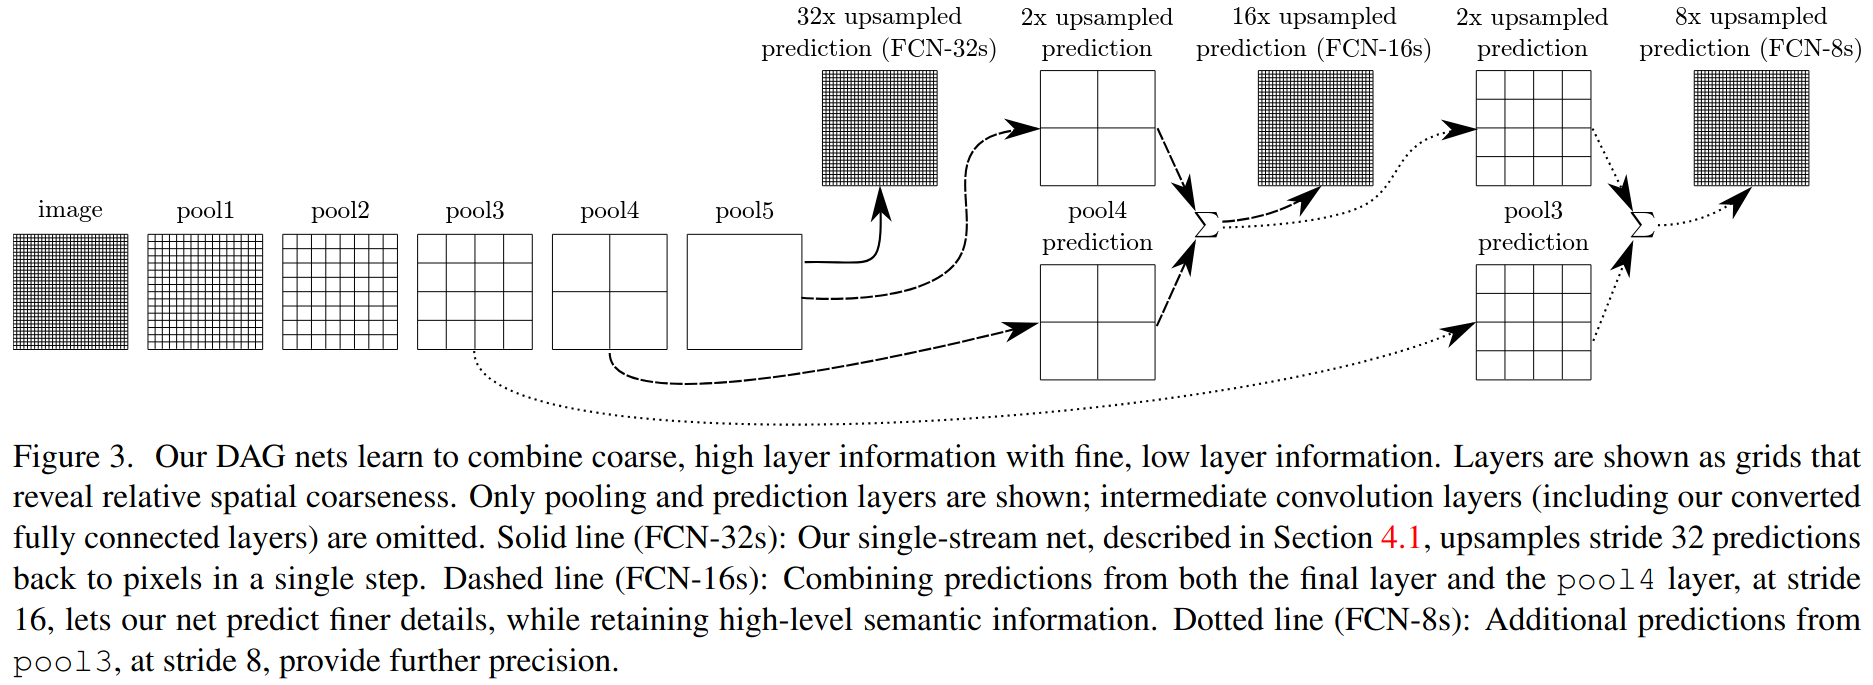 32x upsampled
prediction (FCN-32s)
2x upsampled
prediction
16x upsampled
prediction (FCN-16s)
2x upsampled
prediction
8x upsampled
prediction (FCN-8s)
image
pool1
pool2
pool3
pool4
pool5
pool4
prediction
Σ
pool3
prediction
Σ
Figure 3. Our DAG nets learn to combine coarse, high layer information with fine, low layer information. Layers are shown as grids that
reveal relative spatial coarseness. Only pooling and prediction layers are shown; intermediate convolution layers (including our converted
fully connected layers) are omitted. Solid line (FCN-32s): Our single-stream net, described in Section 4.1, upsamples stride 32 predictions
back to pixels in a single step. Dashed line (FCN-16s): Combining predictions from both the final layer and the pool4 layer, at stride
16, lets our net predict finer details, while retaining high-level semantic information. Dotted line (FCN-8s): Additional predictions from
pool3, at stride 8, provide further precision.